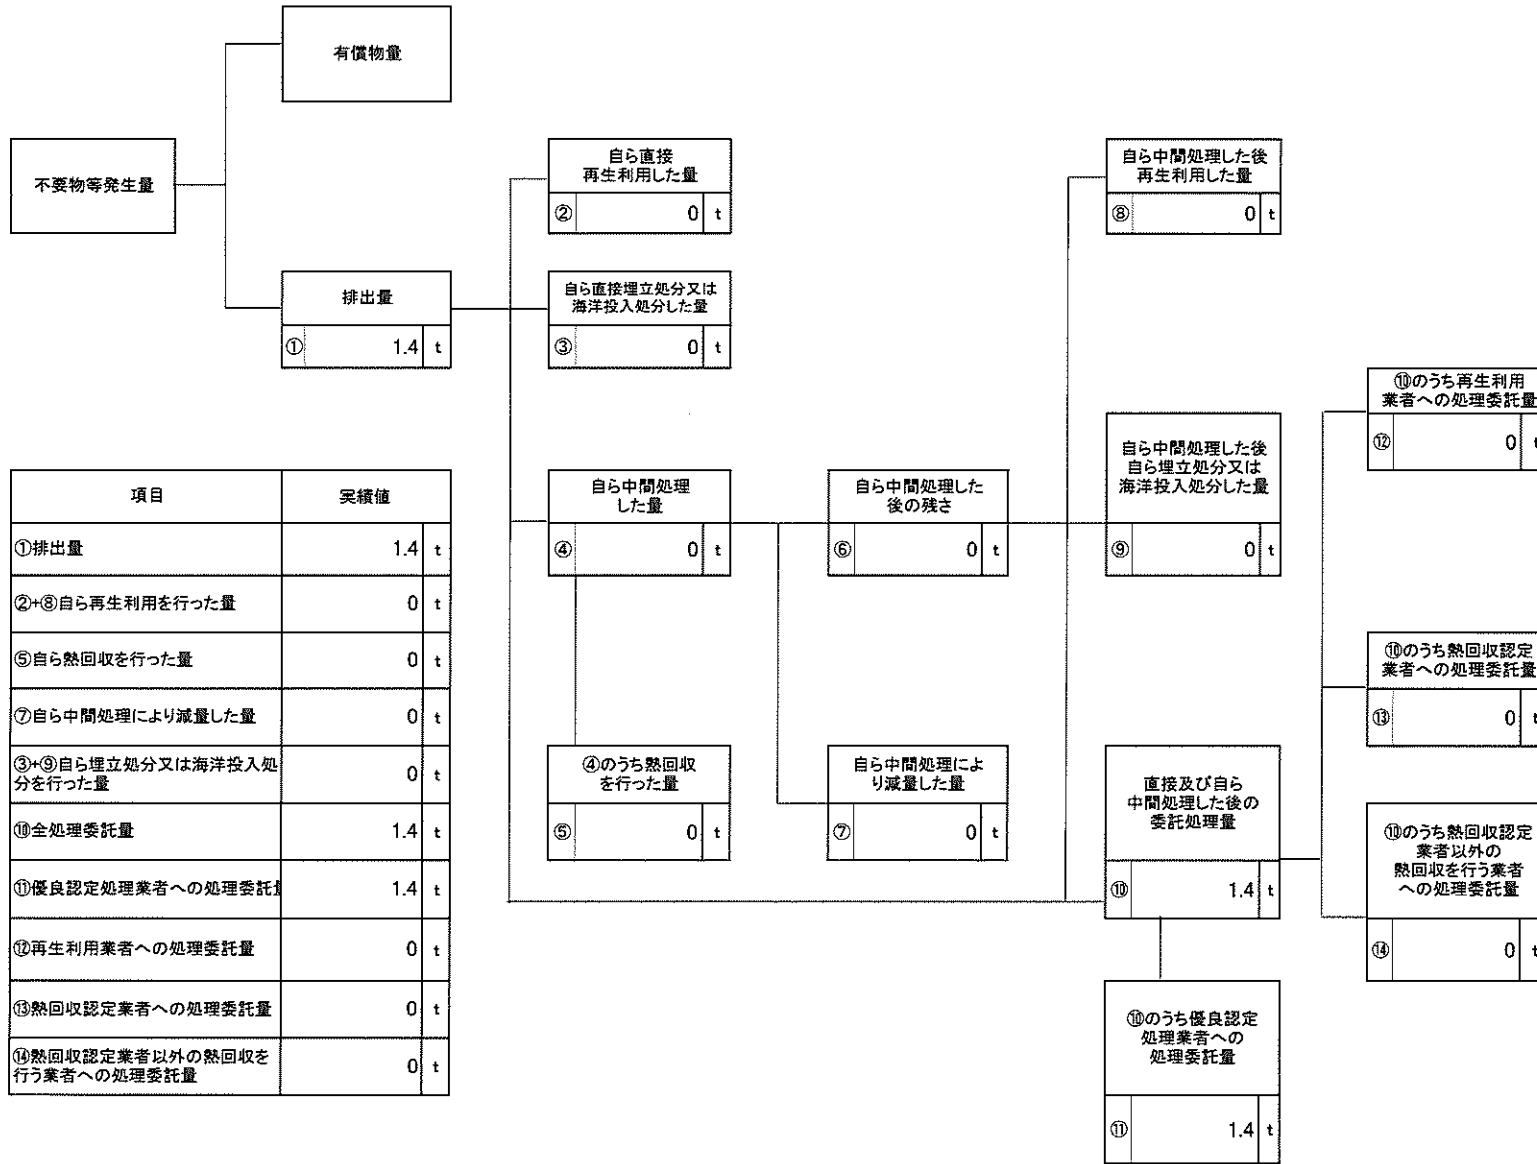 有償物量
不要物等発生量
排出量
① 1.4 t
自ら直接
再生利用した量
② 0 t
自ら直接埋立処分又は
海洋投入処分した量
③ 0 t
自ら中間処理
した量
④ 0 t
④のうち熱回収
を行った量
⑤ 0 t
自ら中間処理した
後の残さ
⑥ 0 t
自ら中間処理によ
り減量した量
⑦ 0 t
自ら中間処理した後
再生利用した量
⑧ 0 t
自ら中間処理した後
自ら埋立処分又は
海洋投入処分した量
⑨ 0 t
直接及び自ら
中間処理した後の
委託処理量
⑩ 1.4 t
⑩のうち優良認定
処理業者への
処理委託量
⑪ 1.4 t
⑩のうち再生利用
業者への処理委託量
⑫ 0 t
⑩のうち熱回収認定
業者への処理委託量
⑬ 0 t
⑩のうち熱回収認定
業者以外の
熱回収を行う業者
への処理委託量
⑭ 0 t
項目 実績値
①排出量 1.4 t
②+⑧自ら再生利用を行った量 0 t
⑤自ら熱回収を行った量 0 t
⑦自ら中間処理により減量した量 0 t
③+⑨自ら埋立処分又は海洋投入処
分を行った量 0 t
⑩全処理委託量 1.4 t
⑪優良認定処理業者への処理委託量 1.4 t
⑫再生利用業者への処理委託量 0 t
⑬熱回収認定業者への処理委託量 0 t
⑭熱回収認定業者以外の熱回収を
行う業者への処理委託量 0 t